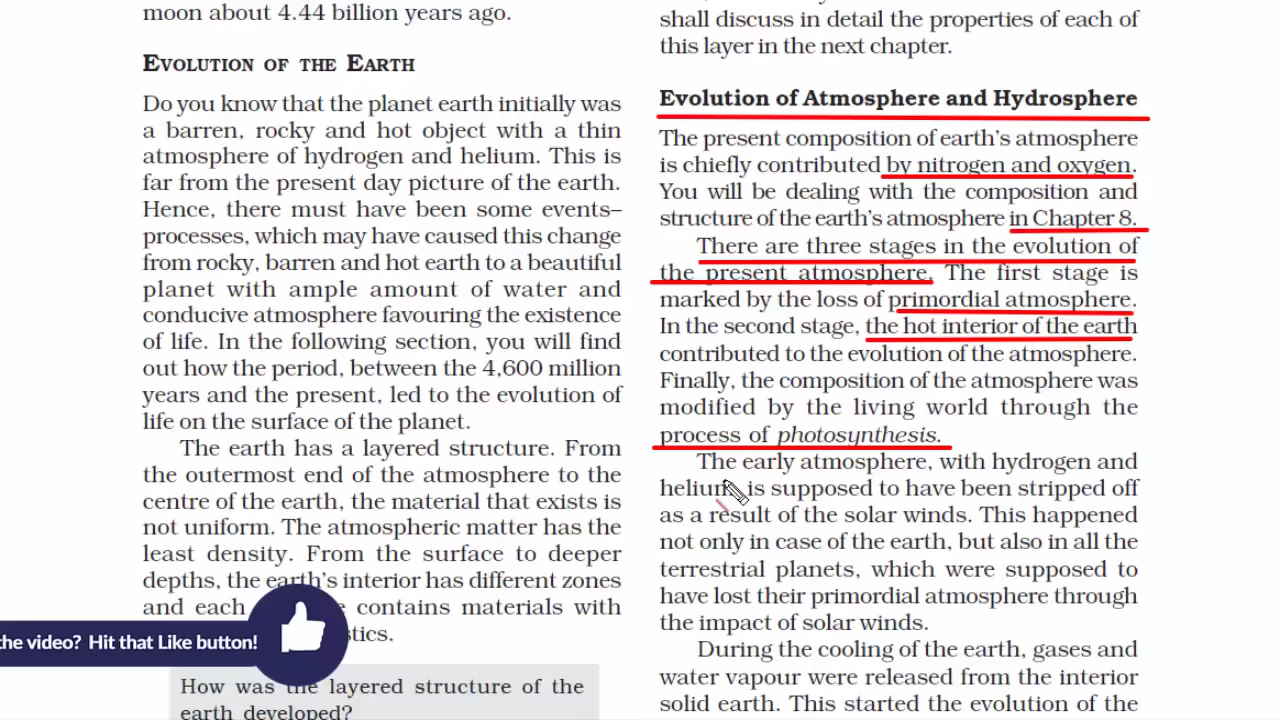 moon about 4.44 billion years ago.
EVOLUTION OF THE EARTH
Do you know that the planet earth initially was
a barren, rocky and hot object with a thin
atmosphere of hydrogen and helium. This is
far from the present day picture of the earth.
Hence, there must have been some events–
processes, which may have caused this change
from rocky, barren and hot earth to a beautiful
planet with ample amount of water and
conducive atmosphere favouring the existence
of life. In the following section, you will find
out how the period, between the 4,600 million
years and the present, led to the evolution of
life on the surface of the planet.
The earth has a layered structure. From
the outermost end of the atmosphere to the
centre of the earth, the material that exists is
not uniform. The atmospheric matter has the
least density. From the surface to deeper
depths, the earth's interior has different zones
and each contains materials with
the video? Hit that Like button!
How was the layered structure of the
earth developed?
shall discuss in detail the properties of each of
this layer in the next chapter.
Evolution of Atmosphere and Hydrosphere
The present composition of earth's atmosphere
is chiefly contributed by nitrogen and oxygen.
You will be dealing with the composition and
structure of the earth's atmosphere in Chapter 8.
There are three stages in the evolution of
the present atmosphere. The first stage is
marked by the loss of primordial atmosphere.
In the second stage, the hot interior of the earth
contributed to the evolution of the atmosphere.
Finally, the composition of the atmosphere was
modified by the living world through the
process of photosynthesis.
The early atmosphere, with hydrogen and
helium, is supposed to have been stripped off
as a result of the solar winds. This happened
not only in case of the earth, but also in all the
terrestrial planets, which were supposed to
have lost their primordial atmosphere through
the impact of solar winds.
During the cooling of the earth, gases and
water vapour were released from the interior
solid earth. This started the evolution of the